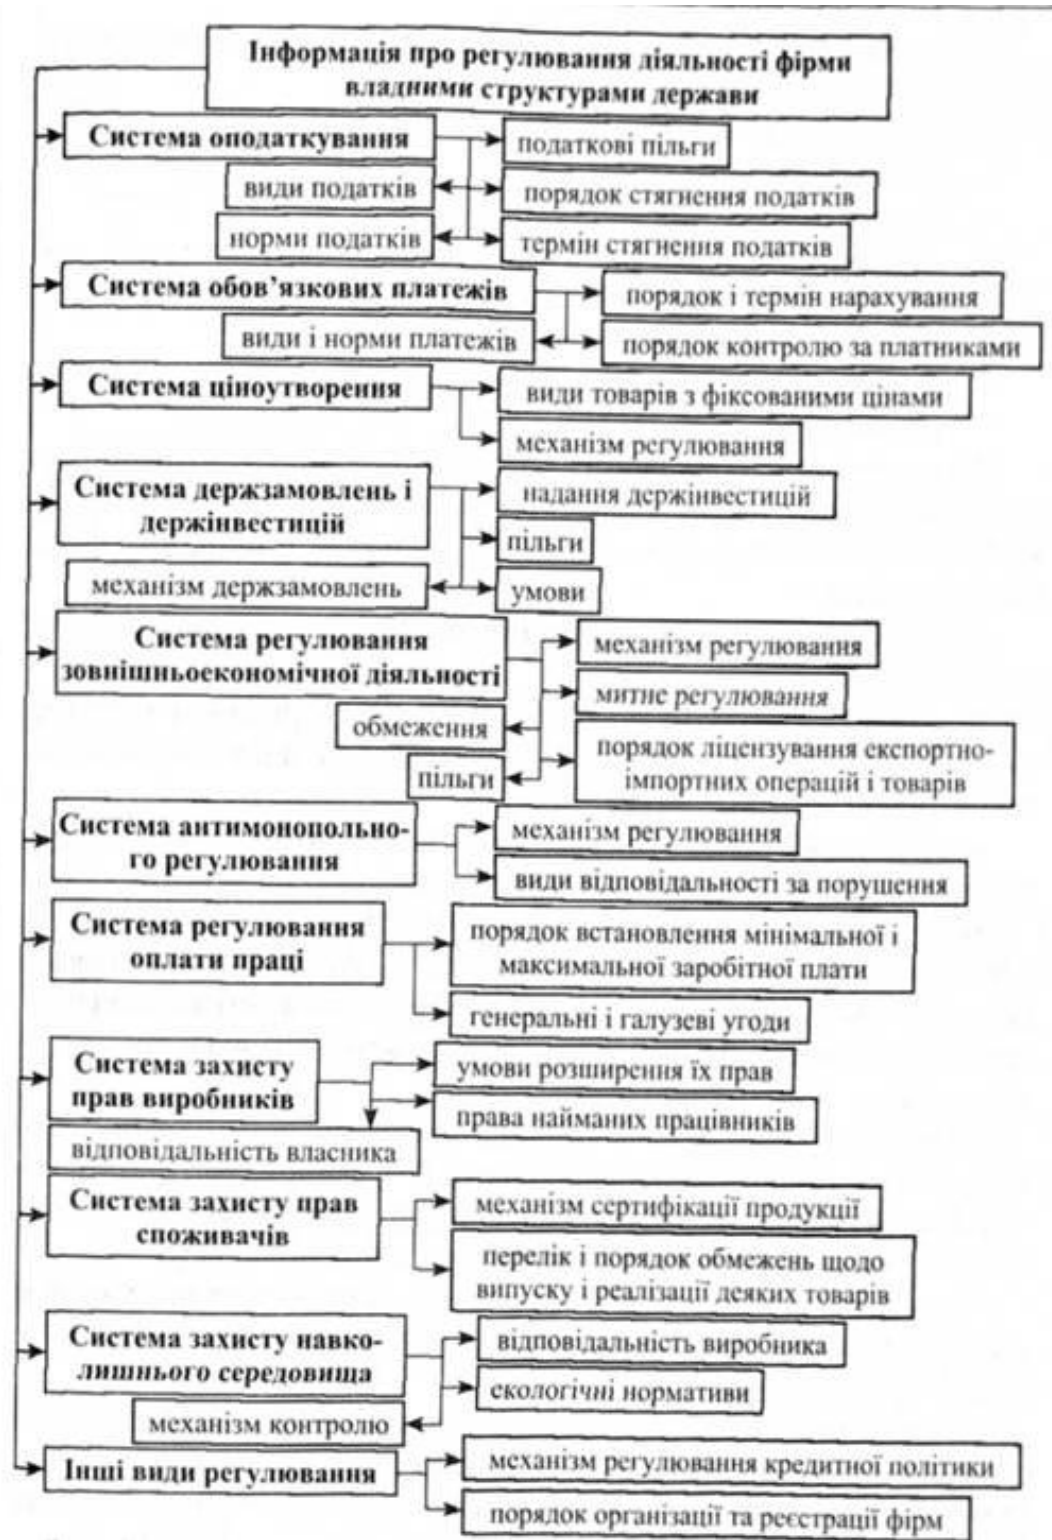 Інформація про регулювання діяльності фірми
владними структурами держави
Система оподаткування
податкові пільги
види податків
порядок стягнення податків
норми податків
термін стягнення податків
Система обов’язкових платежів
порядок і термін нарахування
види і норми платежів
порядок контролю за платниками
Система ціноутворення
види товарів з фіксованими цінами
механізм регулювання
Система держзамовлень і
держінвестицій
надання держінвестицій
пільги
механізм держзамовлень
умови
Система регулювання
зовнішньоекономічної діяльності
механізм регулювання
митне регулювання
обмеження
порядок ліцензування експортно-
імпортних операцій і товарів
пільги
Система антимонопольно-
го регулювання
механізм регулювання
види відповідальності за порушення
Система регулювання
оплати праці
порядок встановлення мінімальної і
максимальної заробітної плати
генеральні і галузеві угоди
Система захисту
прав виробників
умови розширення їх прав
права найманих працівників
відповідальність власника
Система захисту прав
споживачів
механізм сертифікації продукції
перелік і порядок обмежень щодо
випуску і реалізації деяких товарів
Система захисту навко-
лишнього середовища
відповідальність виробника
екологічні нормативи
механізм контролю
Інші види регулювання
механізм регулювання кредитної політики
порядок організації та реєстрації фірм